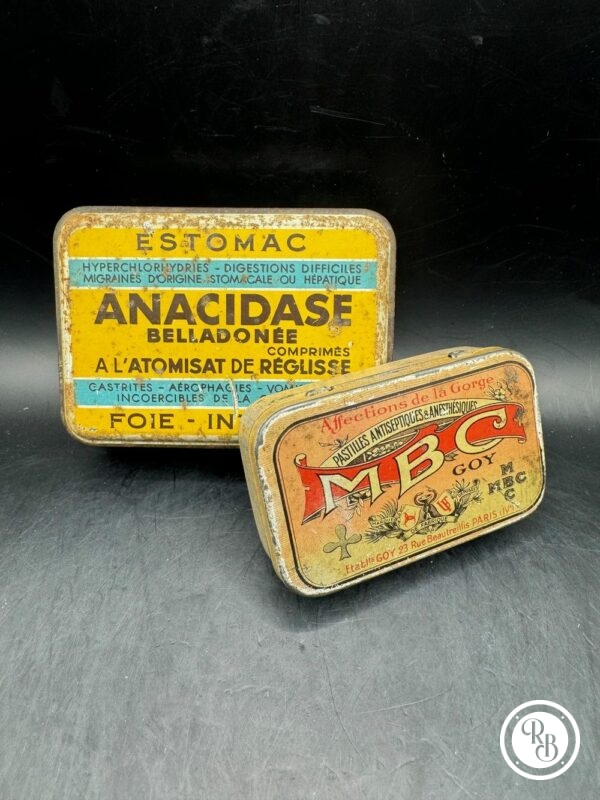 ESTOMAC
HYPERCHLORHYDRIES - DIGESTIONS DIFFICILES
MIGRAINES D'ORIGINE STOMACALE OU HÉPATIQUE
ANACIDASE
BELLADONÉE
COMPRIMÉS
A L'ATOMISAT DE RÉGLISSE
GASTRITES - AÉROPHAGIES -
INCOERCIBLES DE LA
FOIE -
Affections de la Gorge
PASTILLES ANTISEPTIQUES & ANESTHÉSIQUES
MBC
GOY
M
MBC
C
Etablts GOY 23 Rue Beautreillis PARIS (IVe)
RB